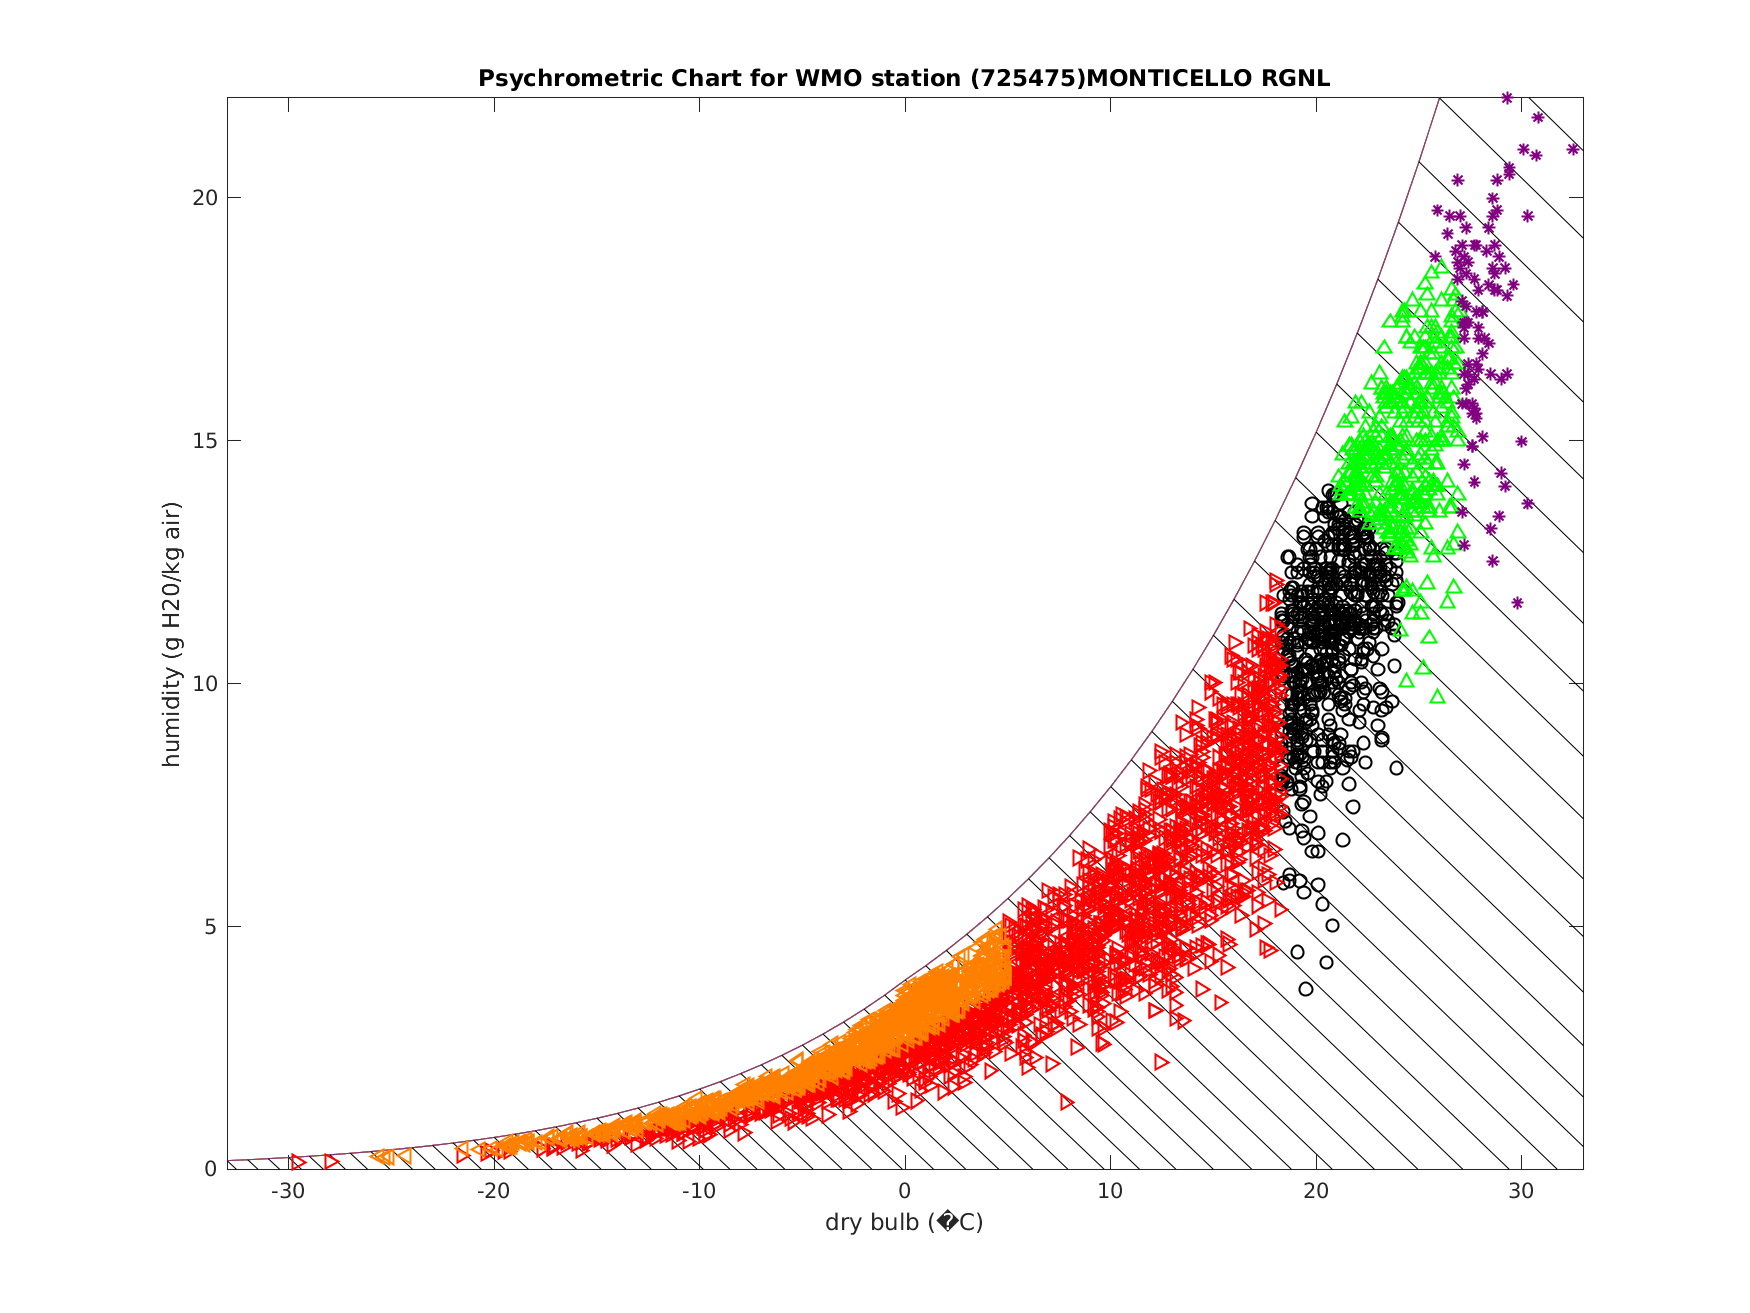 Psychrometric Chart for WMO station (725475)MONTICELLO RGNL
20
15
10
5
0
humidity (g H20/kg air)
-30 -20 -10 0 10 20 30
dry bulb (�C)